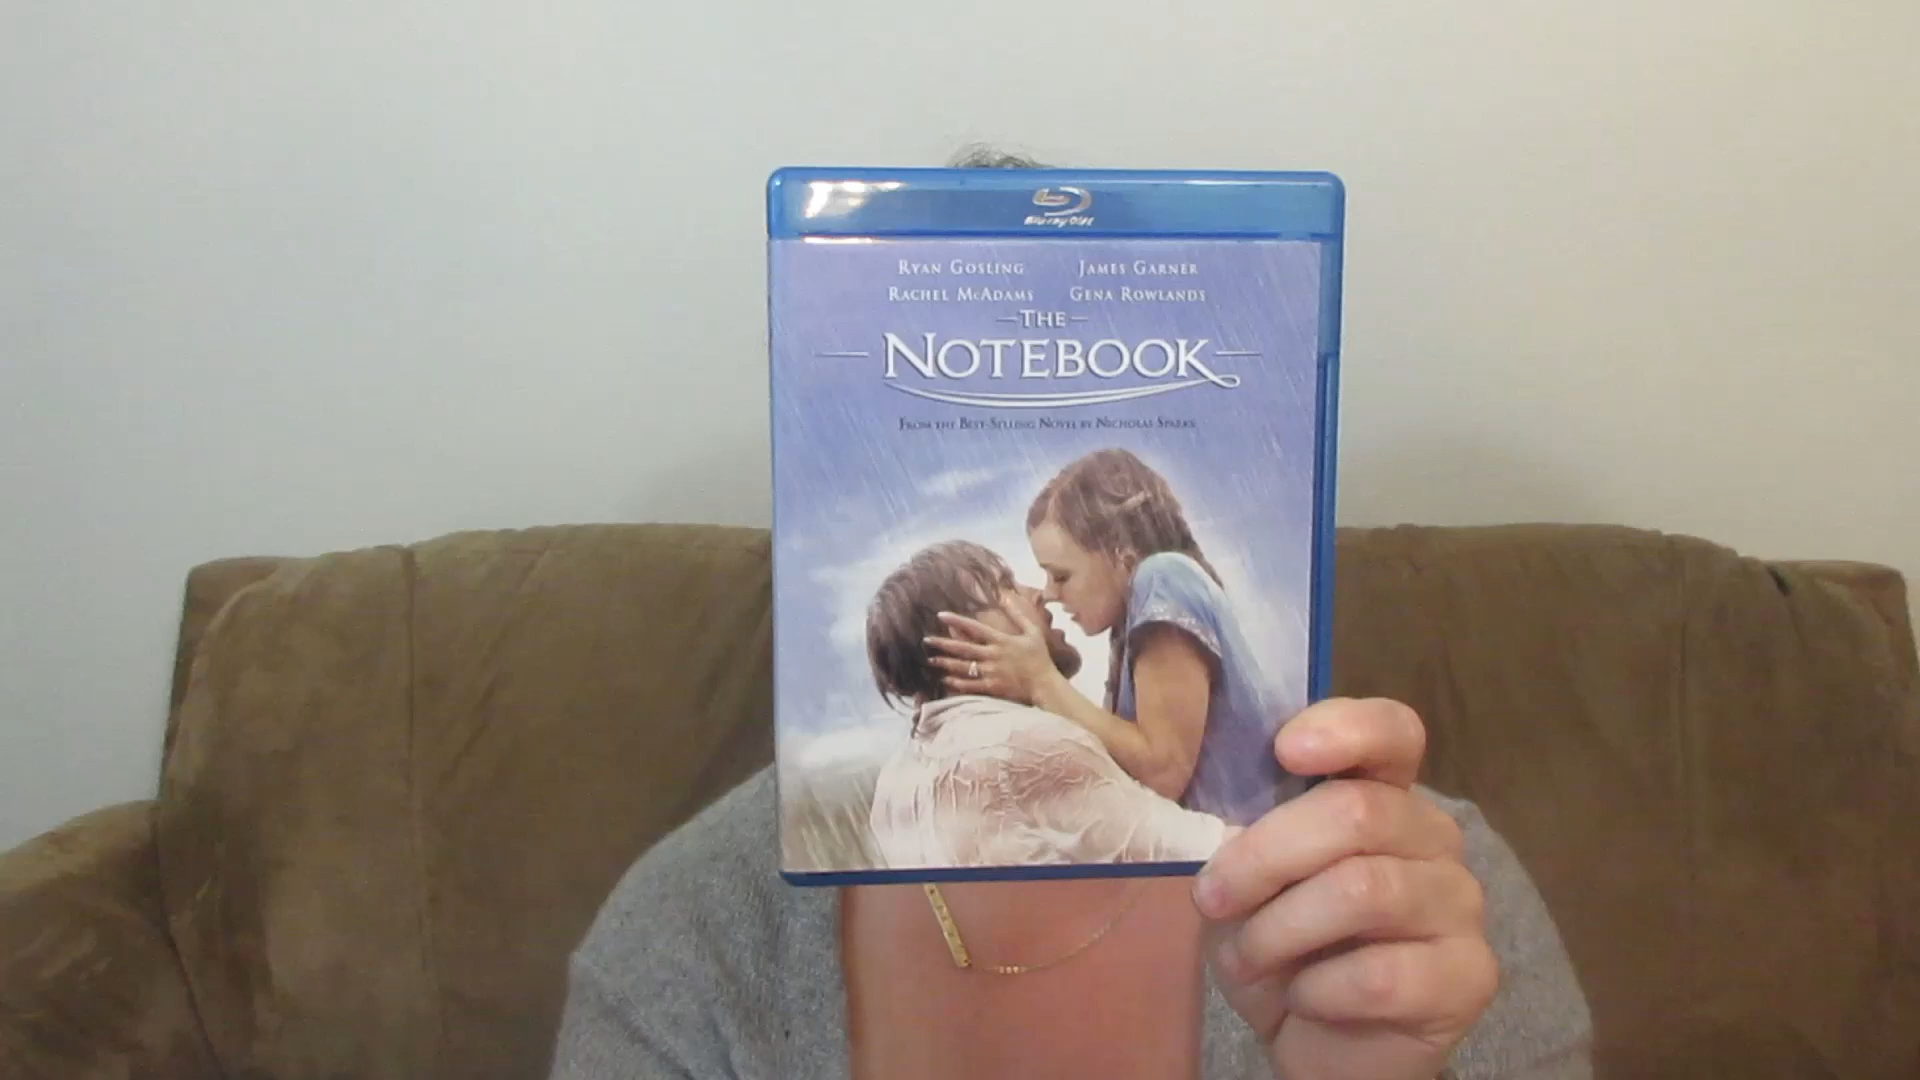 Blu-ray Disc
RYAN GOSLING JAMES GARNER
RACHEL MCADAMS GENA ROWLANDS
THE
NOTEBOOK
FROM THE BEST-SELLING NOVEL BY NICHOLAS SPARKS